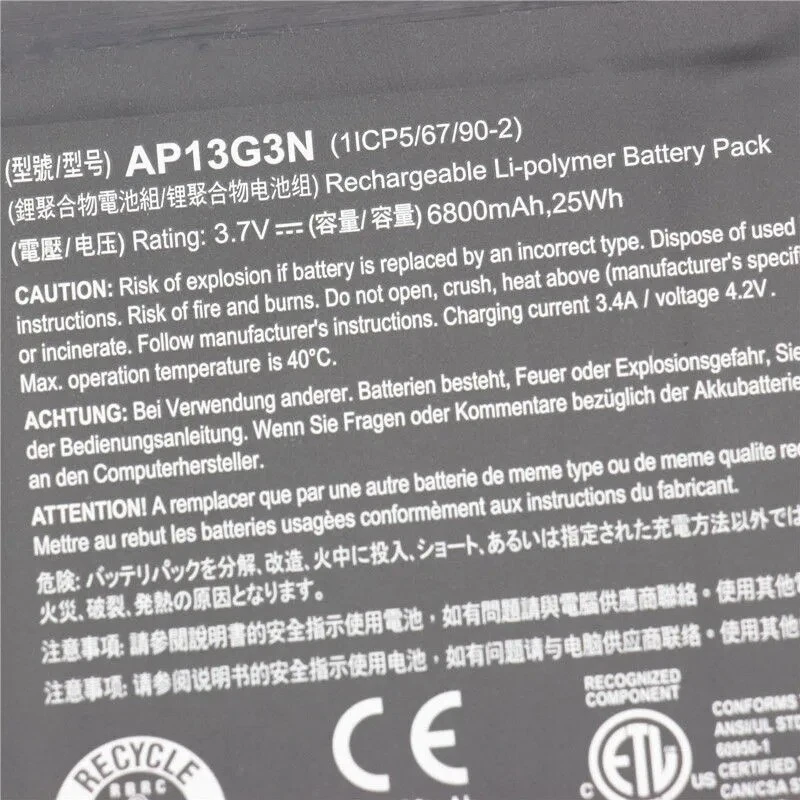 (型號/型号) AP13G3N (1ICP5/67/90-2)
(鋰聚合物電池組/锂聚合物电池组) Rechargeable Li-polymer Battery Pack
(電壓/电压) Rating: 3.7V⎓ (容量/容量) 6800mAh,25Wh
CAUTION: Risk of explosion if battery is replaced by an incorrect type. Dispose of used
instructions. Risk of fire and burns. Do not open, crush, heat above (manufacturer's specif
or incinerate. Follow manufacturer's instructions. Charging current 3.4A / voltage 4.2V.
Max. operation temperature is 40°C.
ACHTUNG: Bei Verwendung anderer. Batterien besteht, Feuer oder Explosionsgefahr, Sie
der Bedienungsanleitung. Wenn Sie Fragen oder Kommentare bezüglich der Akkubatterie
an den Computerhersteller.
ATTENTION! A remplacer que par une autre batterie de meme type ou de meme qualite rec
Mettre au rebut les batteries usagées conformèment aux instructions du fabricant.
危険: バッテリパックを分解、改造、火中に投入、ショート、あるいは指定された充電方法以外では
火災、破裂、発熱の原因となります。
注意事項: 請參閱說明書的安全指示使用電池，如有問題請與電腦供應商聯絡・使用其他電
注意事项: 请参阅说明书的安全指示使用电池，如有问题请与电脑供应商联络・使用其他
RECYCLE
RBRC
CE
RECOGNIZED
COMPONENT
ETL
C US
CONFORMS
ANSI/UL STD
60950-1
CERTIFIED
CAN/CSA S